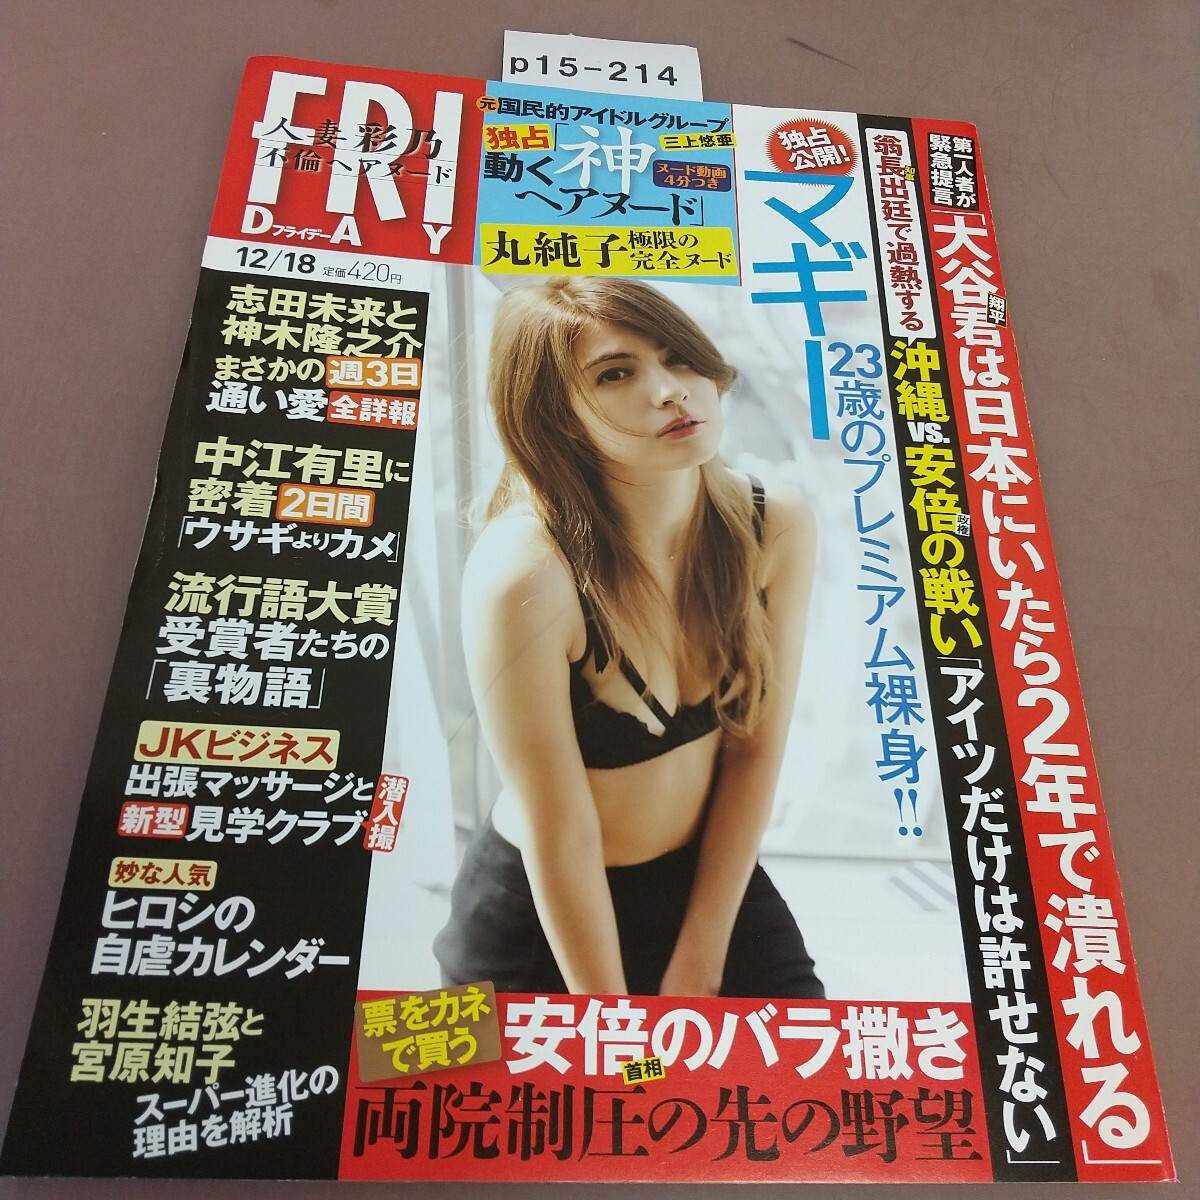 p15-214
FRI
DAY
フライデー
人妻彩乃
不倫ヘアヌード
12/18 定価420円
元国民的アイドルグループ
独占「神
三上悠亜
動く
ヌード動画
4分つき
ヘアヌード」
丸純子 極限の
完全ヌード
独占
公開!
マギー
23歳のプレミアム裸身!!
翁長知事出廷で過熱する
沖縄vs.安倍政権の戦い「アイツだけは許せない」
第一人者が
緊急提言
「大谷翔平君は日本にいたら2年で潰れる」
志田未来と
神木隆之介
まさかの週3日
通い愛 全詳報
中江有里に
密着2日間
「ウサギよりカメ」
流行語大賞
受賞者たちの
「裏物語」
JKビジネス
出張マッサージと
新型見学クラブ
潜入撮
妙な人気
ヒロシの
自虐カレンダー
羽生結弦と
宮原知子
スーパー進化の
理由を解析
票をカネ
で買う
安倍首相のバラ撒き
両院制圧の先の野望